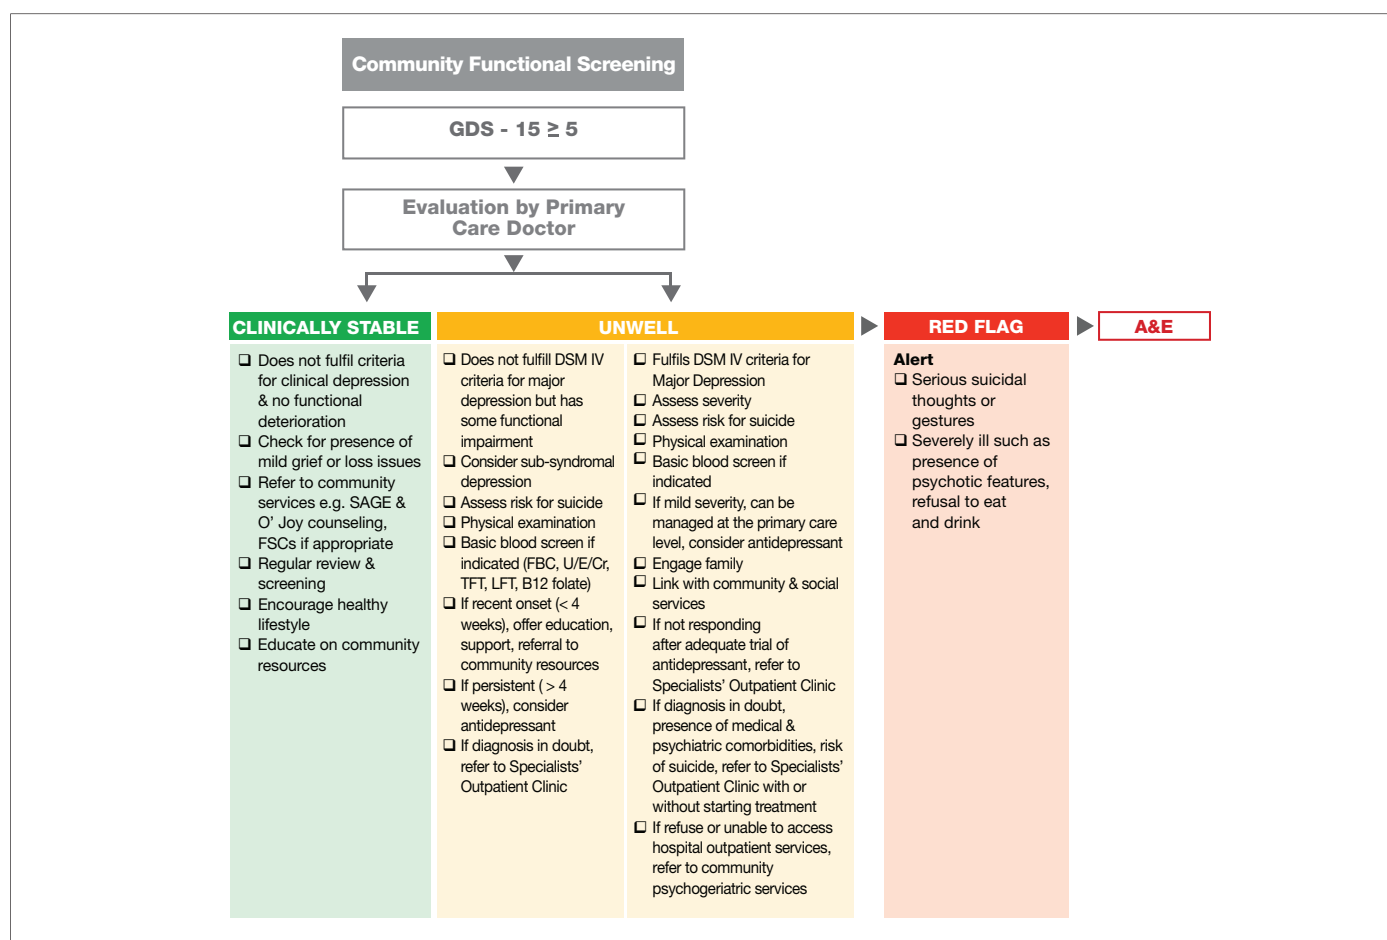 Community Functional Screening
GDS - 15 ≥ 5
Evaluation by Primary
Care Doctor
CLINICALLY STABLE
❑ Does not fulfil criteria
for clinical depression
& no functional
deterioration
❑ Check for presence of
mild grief or loss issues
❑ Refer to community
services e.g. SAGE &
O’ Joy counseling,
FSCs if appropriate
❑ Regular review &
screening
❑ Encourage healthy
lifestyle
❑ Educate on community
resources
UNWELL
❑ Does not fulfill DSM IV
criteria for major
depression but has
some functional
impairment
❑ Consider sub-syndromal
depression
❑ Assess risk for suicide
❑ Physical examination
❑ Basic blood screen if
indicated (FBC, U/E/Cr,
TFT, LFT, B12 folate)
❑ If recent onset (< 4
weeks), offer education,
support, referral to
community resources
❑ If persistent ( > 4
weeks), consider
antidepressant
❑ If diagnosis in doubt,
refer to Specialists’
Outpatient Clinic
❑ Fulfils DSM IV criteria for
Major Depression
❑ Assess severity
❑ Assess risk for suicide
❑ Physical examination
❑ Basic blood screen if
indicated
❑ If mild severity, can be
managed at the primary care
level, consider antidepressant
❑ Engage family
❑ Link with community & social
services
❑ If not responding
after adequate trial of
antidepressant, refer to
Specialists’ Outpatient Clinic
❑ If diagnosis in doubt,
presence of medical &
psychiatric comorbidities, risk
of suicide, refer to Specialists’
Outpatient Clinic with or
without starting treatment
❑ If refuse or unable to access
hospital outpatient services,
refer to community
psychogeriatric services
RED FLAG
Alert
❑ Serious suicidal
thoughts or
gestures
❑ Severely ill such as
presence of
psychotic features,
refusal to eat
and drink
A&E